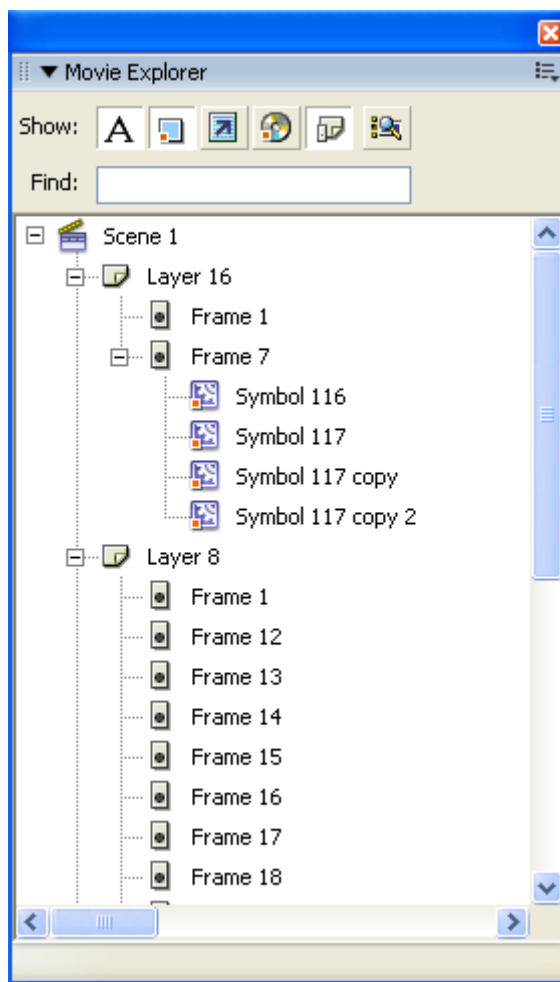 Movie Explorer
Show: A
Find:
Scene 1
Layer 16
Frame 1
Frame 7
Symbol 116
Symbol 117
Symbol 117 copy
Symbol 117 copy 2
Layer 8
Frame 1
Frame 12
Frame 13
Frame 14
Frame 15
Frame 16
Frame 17
Frame 18